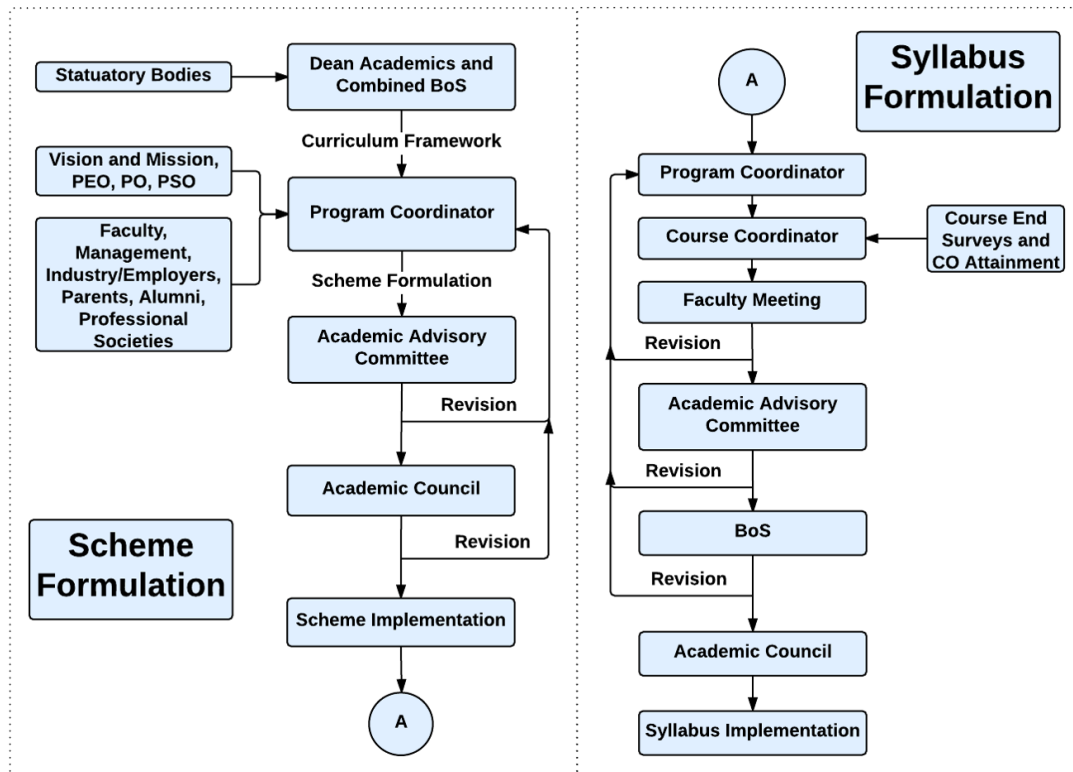 Statuatory Bodies
Dean Academics and
Combined BoS
Curriculum Framework
Vision and Mission,
PEO, PO, PSO
Program Coordinator
Faculty,
Management,
Industry/Employers,
Parents, Alumni,
Professional
Societies
Scheme Formulation
Academic Advisory
Committee
Revision
Academic Council
Revision
Scheme
Formulation
Scheme Implementation
A
Syllabus
Formulation
A
Program Coordinator
Course Coordinator
Course End
Surveys and
CO Attainment
Faculty Meeting
Revision
Academic Advisory
Committee
Revision
BoS
Revision
Academic Council
Syllabus Implementation